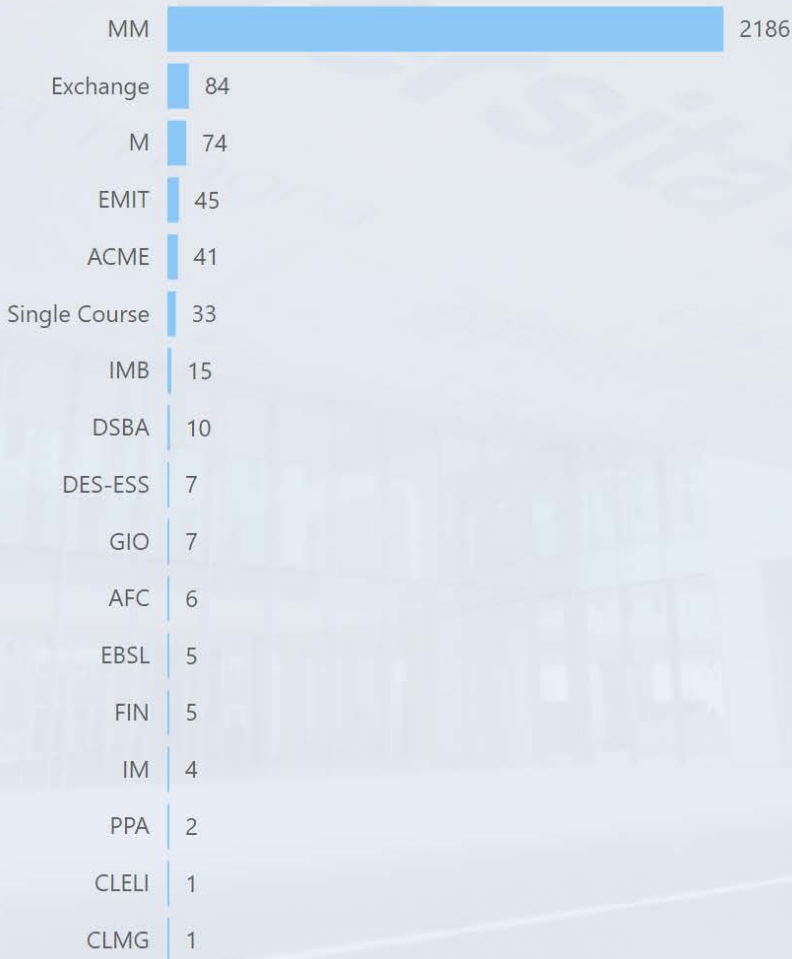 MM 2186
Exchange 84
M 74
EMIT 45
ACME 41
Single Course 33
IMB 15
DSBA 10
DES-ESS 7
GIO 7
AFC 6
EBSL 5
FIN 5
IM 4
PPA 2
CLELI 1
CLMG 1